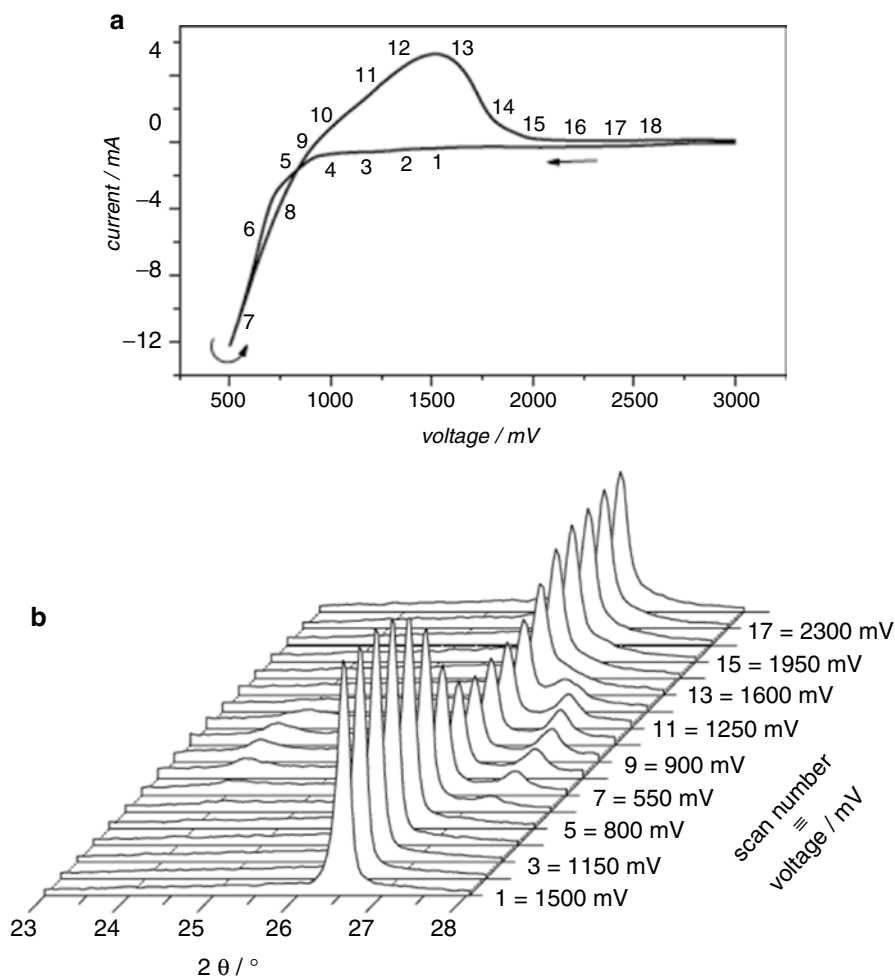 a
4
0
−4
−8
−12
current / mA
12 13
11
10
9
14
15 16 17 18
5 4 3 2 1
6 8
7
500 1000 1500 2000 2500 3000
voltage / mV
b
17 = 2300 mV
15 = 1950 mV
13 = 1600 mV
11 = 1250 mV
9 = 900 mV
7 = 550 mV
5 = 800 mV
3 = 1150 mV
1 = 1500 mV
scan number
≡
voltage / mV
23 24 25 26 27 28
2 θ / °